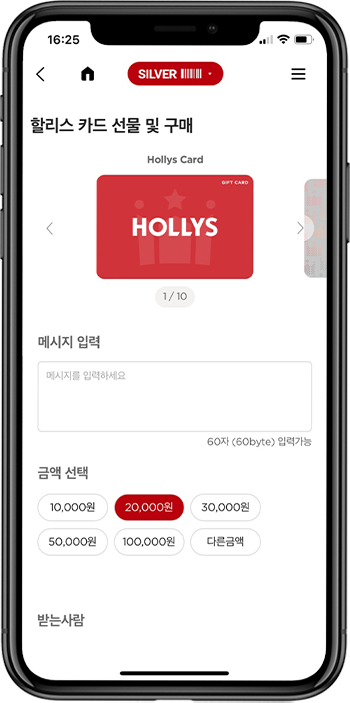 16:25
SILVER
할리스 카드 선물 및 구매
Hollys Card
GIFT CARD
HOLLYS
1 / 10
메시지 입력
메시지를 입력하세요
60자 (60byte) 입력가능
금액 선택
10,000원 20,000원 30,000원
50,000원 100,000원 다른금액
받는사람